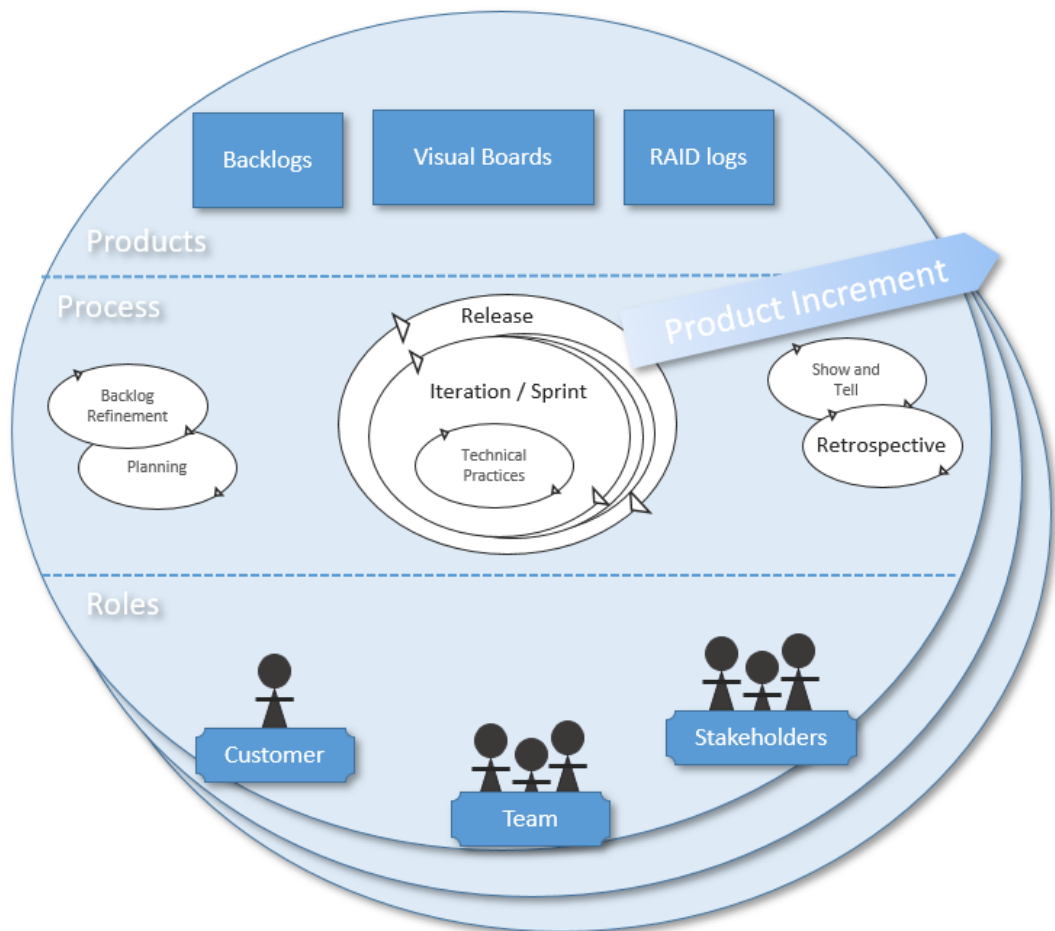 Backlogs
Visual Boards
RAID logs
Products
Product Increment
Process
Release
Iteration / Sprint
Technical
Practices
Backlog
Refinement
Planning
Show and
Tell
Retrospective
Roles
Customer
Team
Stakeholders